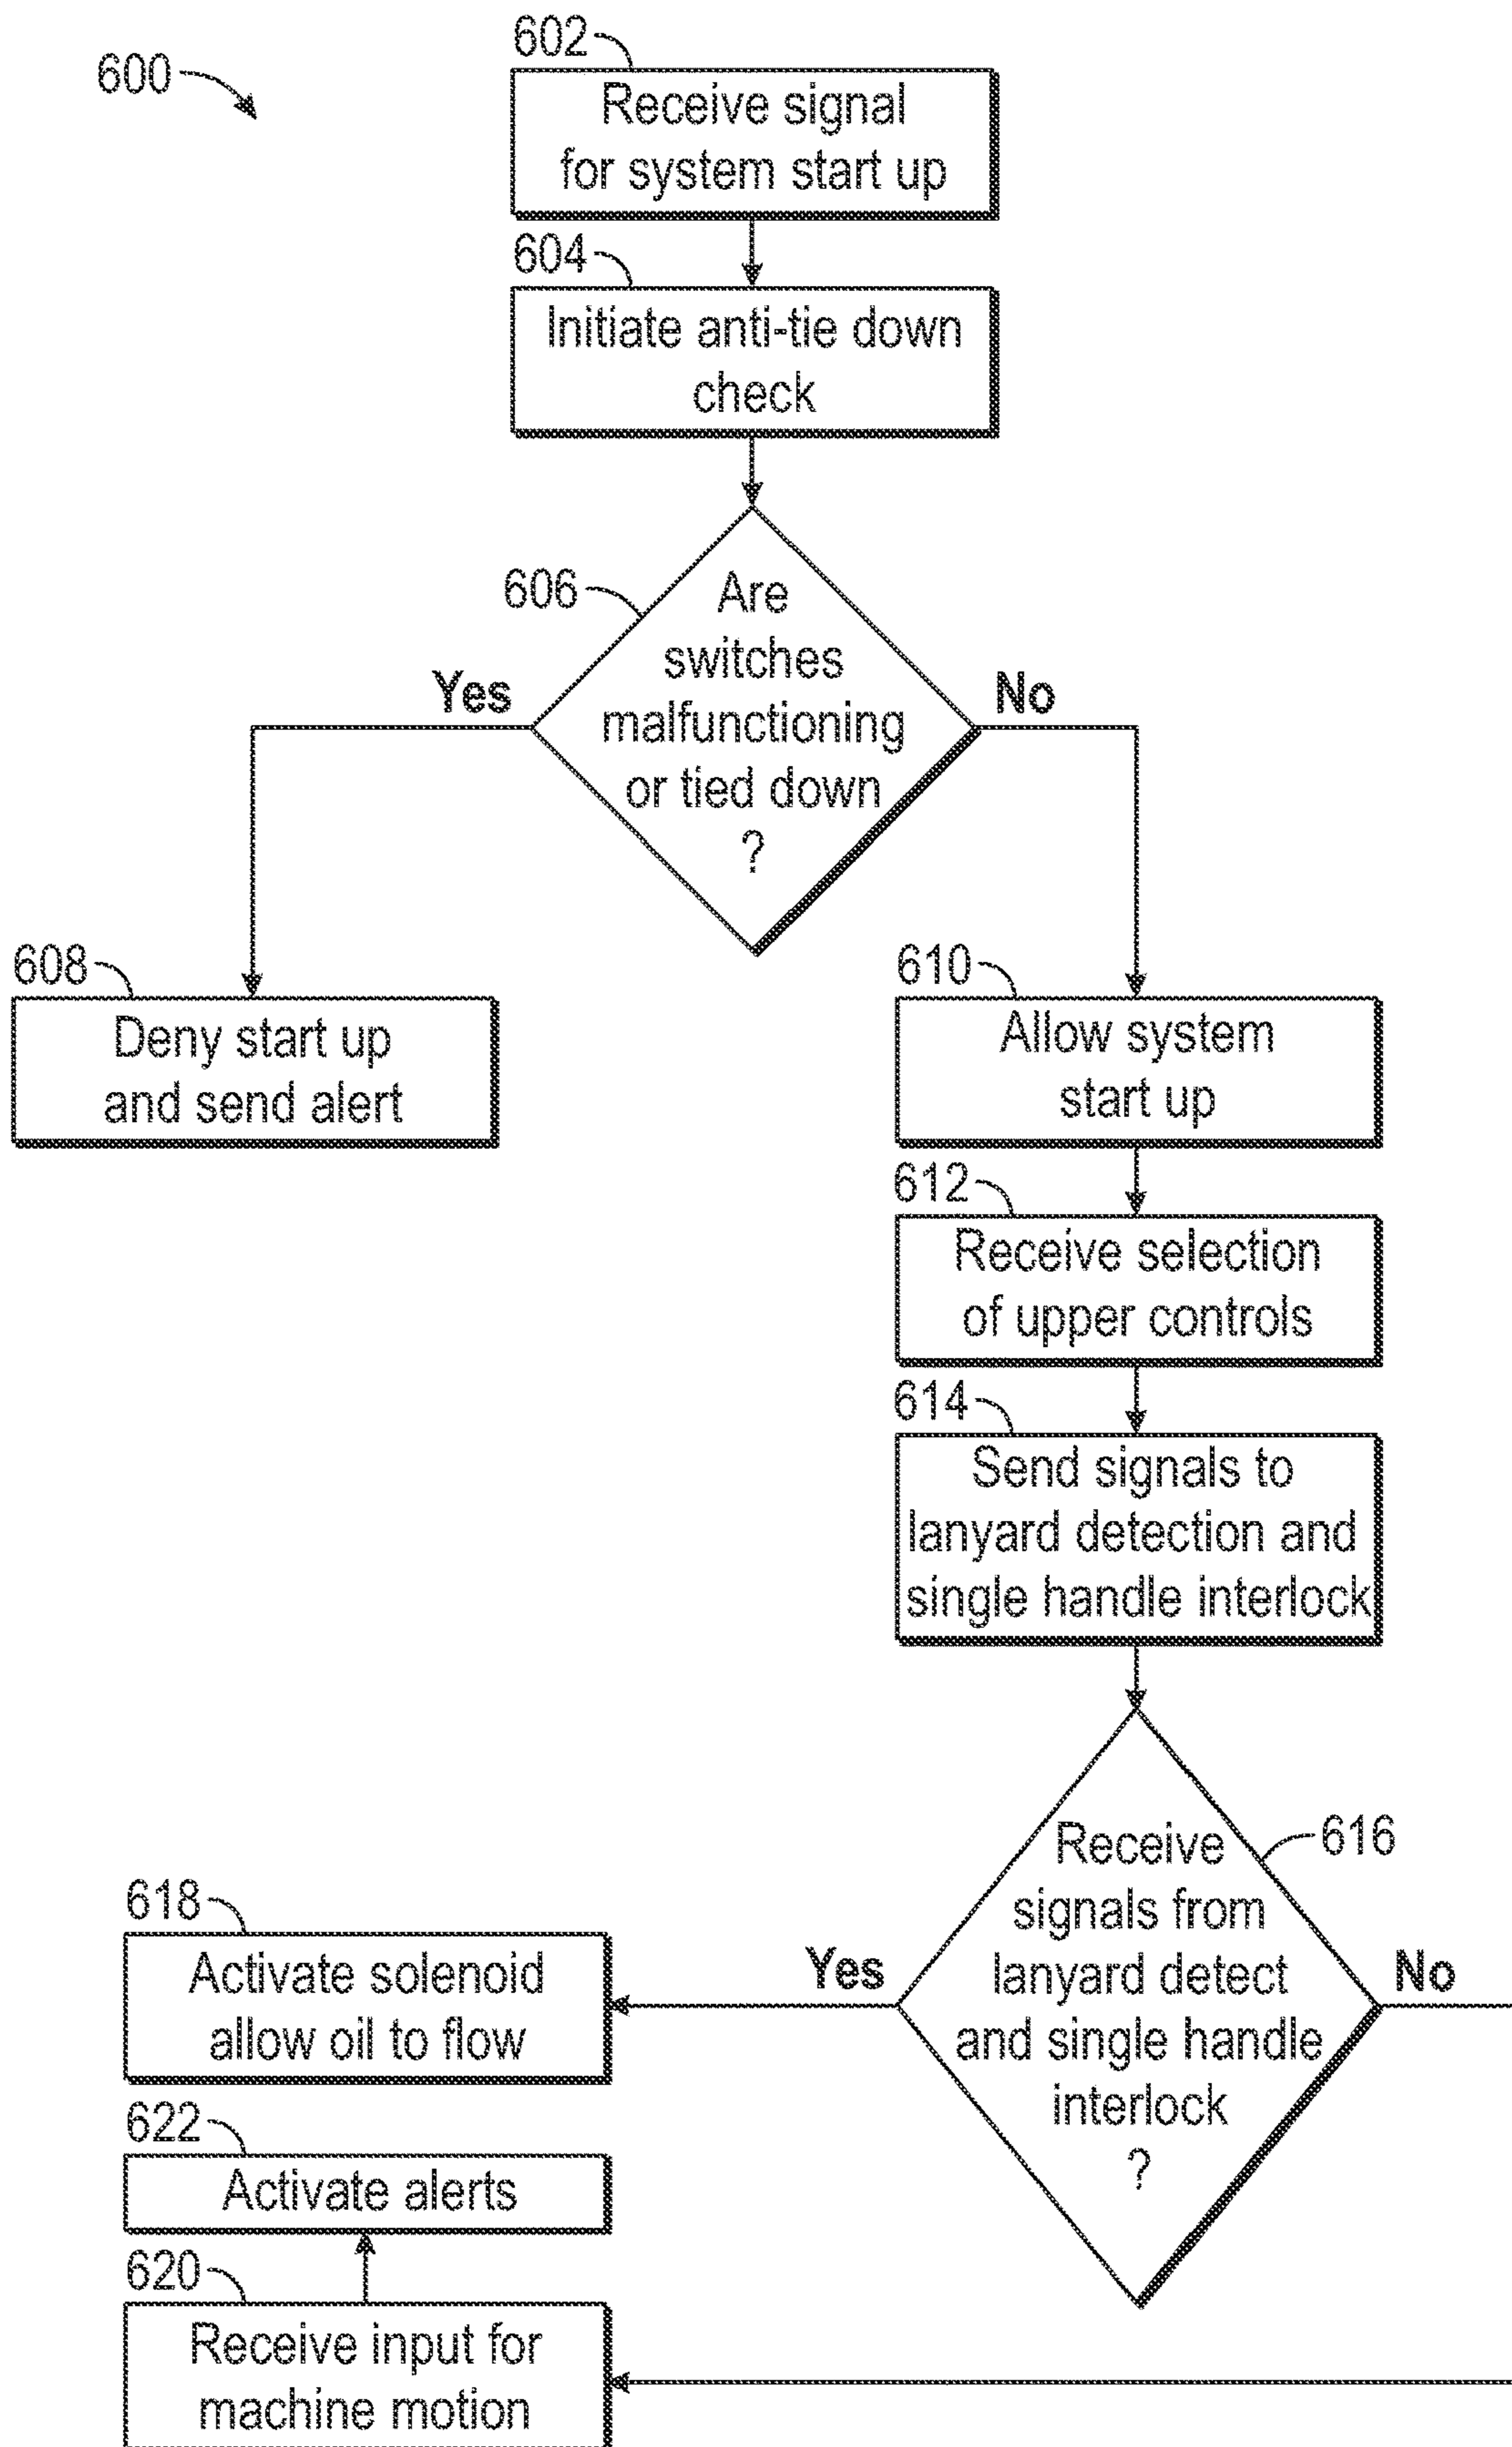 600
602
Receive signal
for system start up
604
Initiate anti-tie down
check
606
Are
switches
malfunctioning
or tied down
?
Yes
No
608
Deny start up
and send alert
610
Allow system
start up
612
Receive selection
of upper controls
614
Send signals to
lanyard detection and
single handle interlock
616
Receive
signals from
lanyard detect
and single handle
interlock
?
Yes
No
618
Activate solenoid
allow oil to flow
622
Activate alerts
620
Receive input for
machine motion